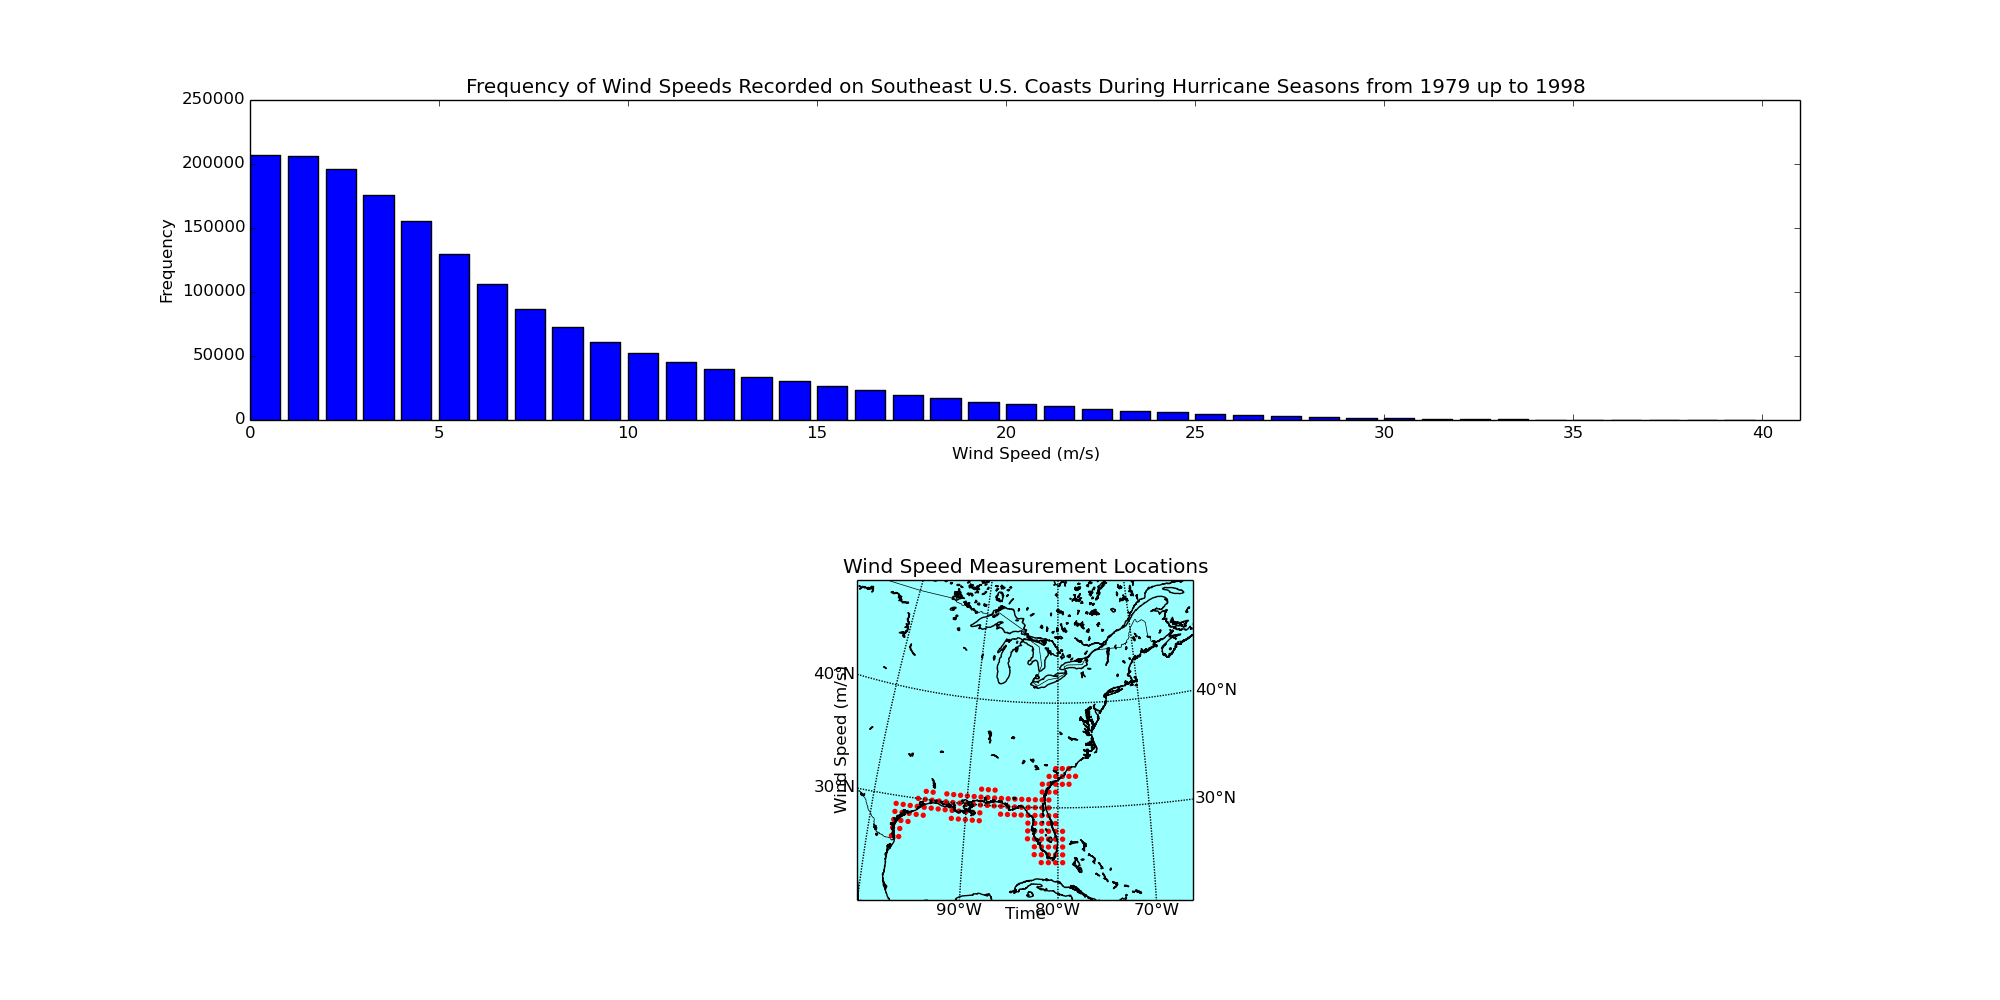 Frequency of Wind Speeds Recorded on Southeast U.S. Coasts During Hurricane Seasons from 1979 up to 1998
250000
200000
150000
100000
50000
0
Frequency
0 5 10 15 20 25 30 35 40
Wind Speed (m/s)
Wind Speed Measurement Locations
40°N
40°N
30°N
30°N
Wind Speed (m/s)
90°W 80°W 70°W
Time